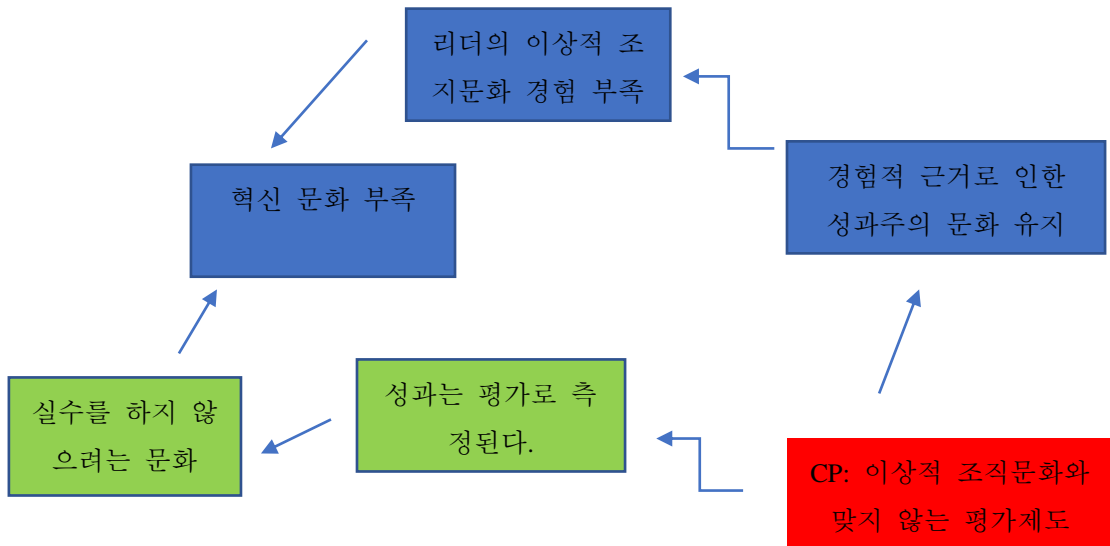 리더의 이상적 조
지문화 경험 부족
혁신 문화 부족
경험적 근거로 인한
성과주의 문화 유지
성과는 평가로 측
정된다.
실수를 하지 않
으려는 문화
CP: 이상적 조직문화와
맞지 않는 평가제도